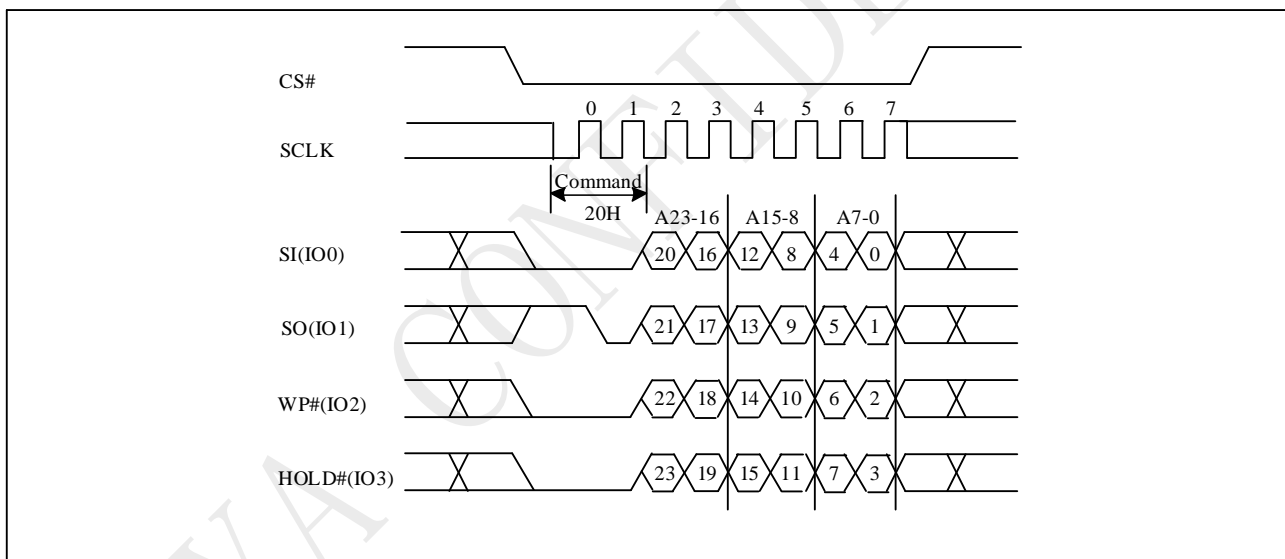 CS#
0 1 2 3 4 5 6 7
SCLK
Command
20H
A23-16 A15-8 A7-0
SI(IO0) 20 16 12 8 4 0
SO(IO1) 21 17 13 9 5 1
WP#(IO2) 22 18 14 10 6 2
HOLD#(IO3) 23 19 15 11 7 3